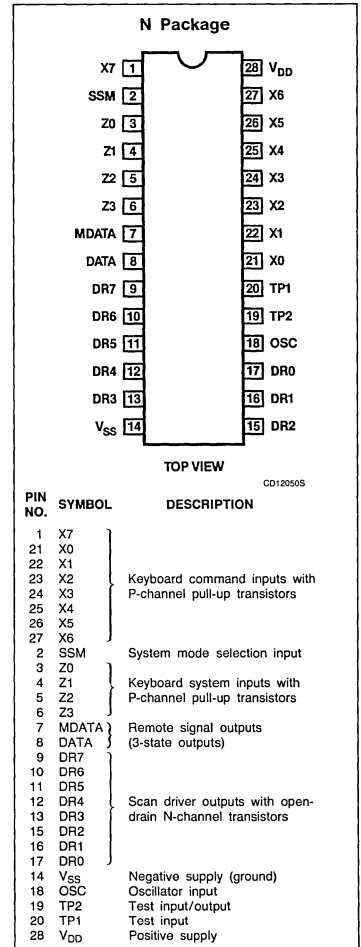 N Package
X7 1 28 VDD
SSM 2 27 X6
Z0 3 26 X5
Z1 4 25 X4
Z2 5 24 X3
Z3 6 23 X2
MDATA 7 22 X1
DATA 8 21 X0
DR7 9 20 TP1
DR6 10 19 TP2
DR5 11 18 OSC
DR4 12 17 DR0
DR3 13 16 DR1
VSS 14 15 DR2
TOP VIEW
CD12050S
PIN NO. SYMBOL DESCRIPTION
1 X7
21 X0
22 X1
23 X2 Keyboard command inputs with
24 X3 P-channel pull-up transistors
25 X4
26 X5
27 X6
2 SSM System mode selection input
3 Z0
4 Z1 Keyboard system inputs with
5 Z2 P-channel pull-up transistors
6 Z3
7 MDATA Remote signal outputs
8 DATA (3-state outputs)
9 DR7
10 DR6
11 DR5
12 DR4 Scan driver outputs with open-
13 DR3 drain N-channel transistors
15 DR2
16 DR1
17 DR0
14 VSS Negative supply (ground)
18 OSC Oscillator input
19 TP2 Test input/output
20 TP1 Test input
28 VDD Positive supply